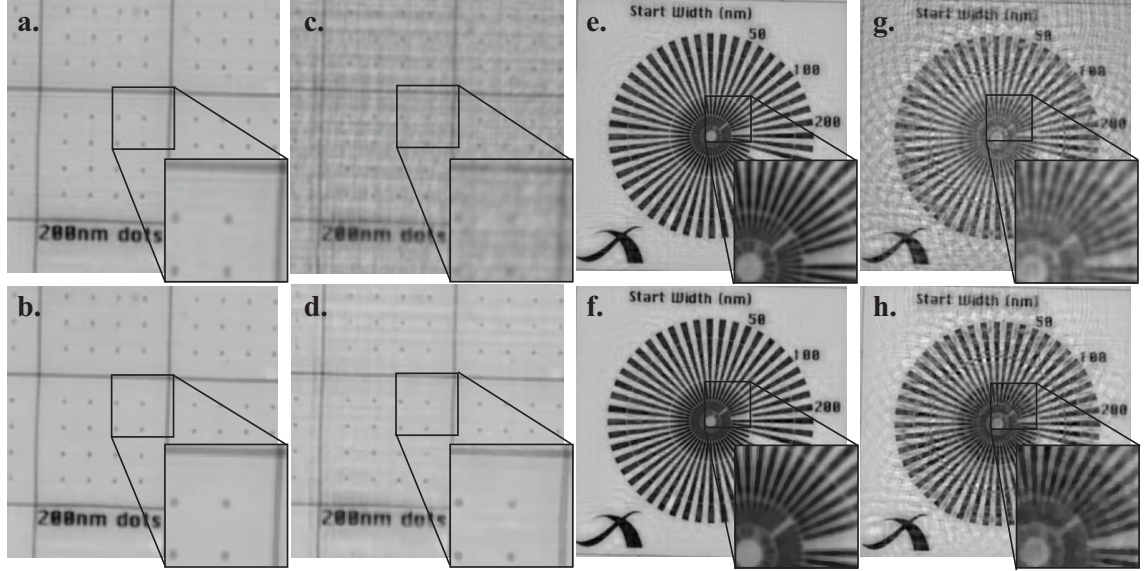 a.
200nm dots
c.
200nm dots
e.
Start Width (nm)
50
100
200
g.
Start Width (nm)
50
100
200
b.
200nm dots
d.
200nm dots
f.
Start Width (nm)
50
100
200
h.
Start Width (nm)
50
100
200